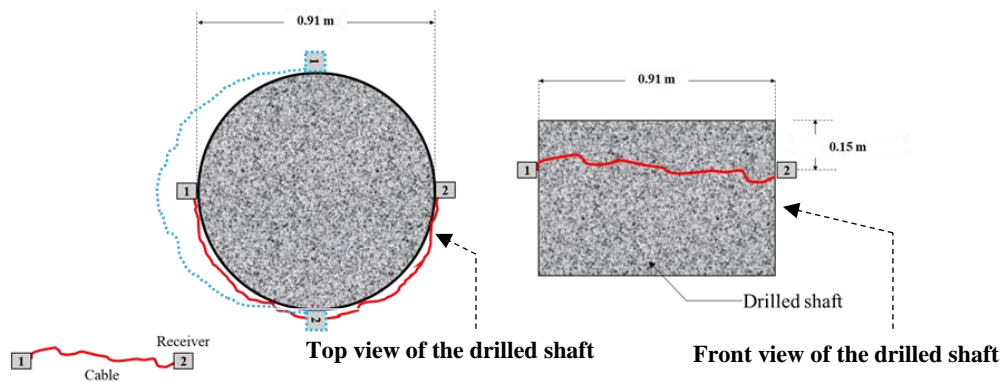 0.91 m
1
1
2
2
Top view of the drilled shaft
1
Receiver
2
Cable
0.91 m
0.15 m
1
2
Drilled shaft
Front view of the drilled shaft